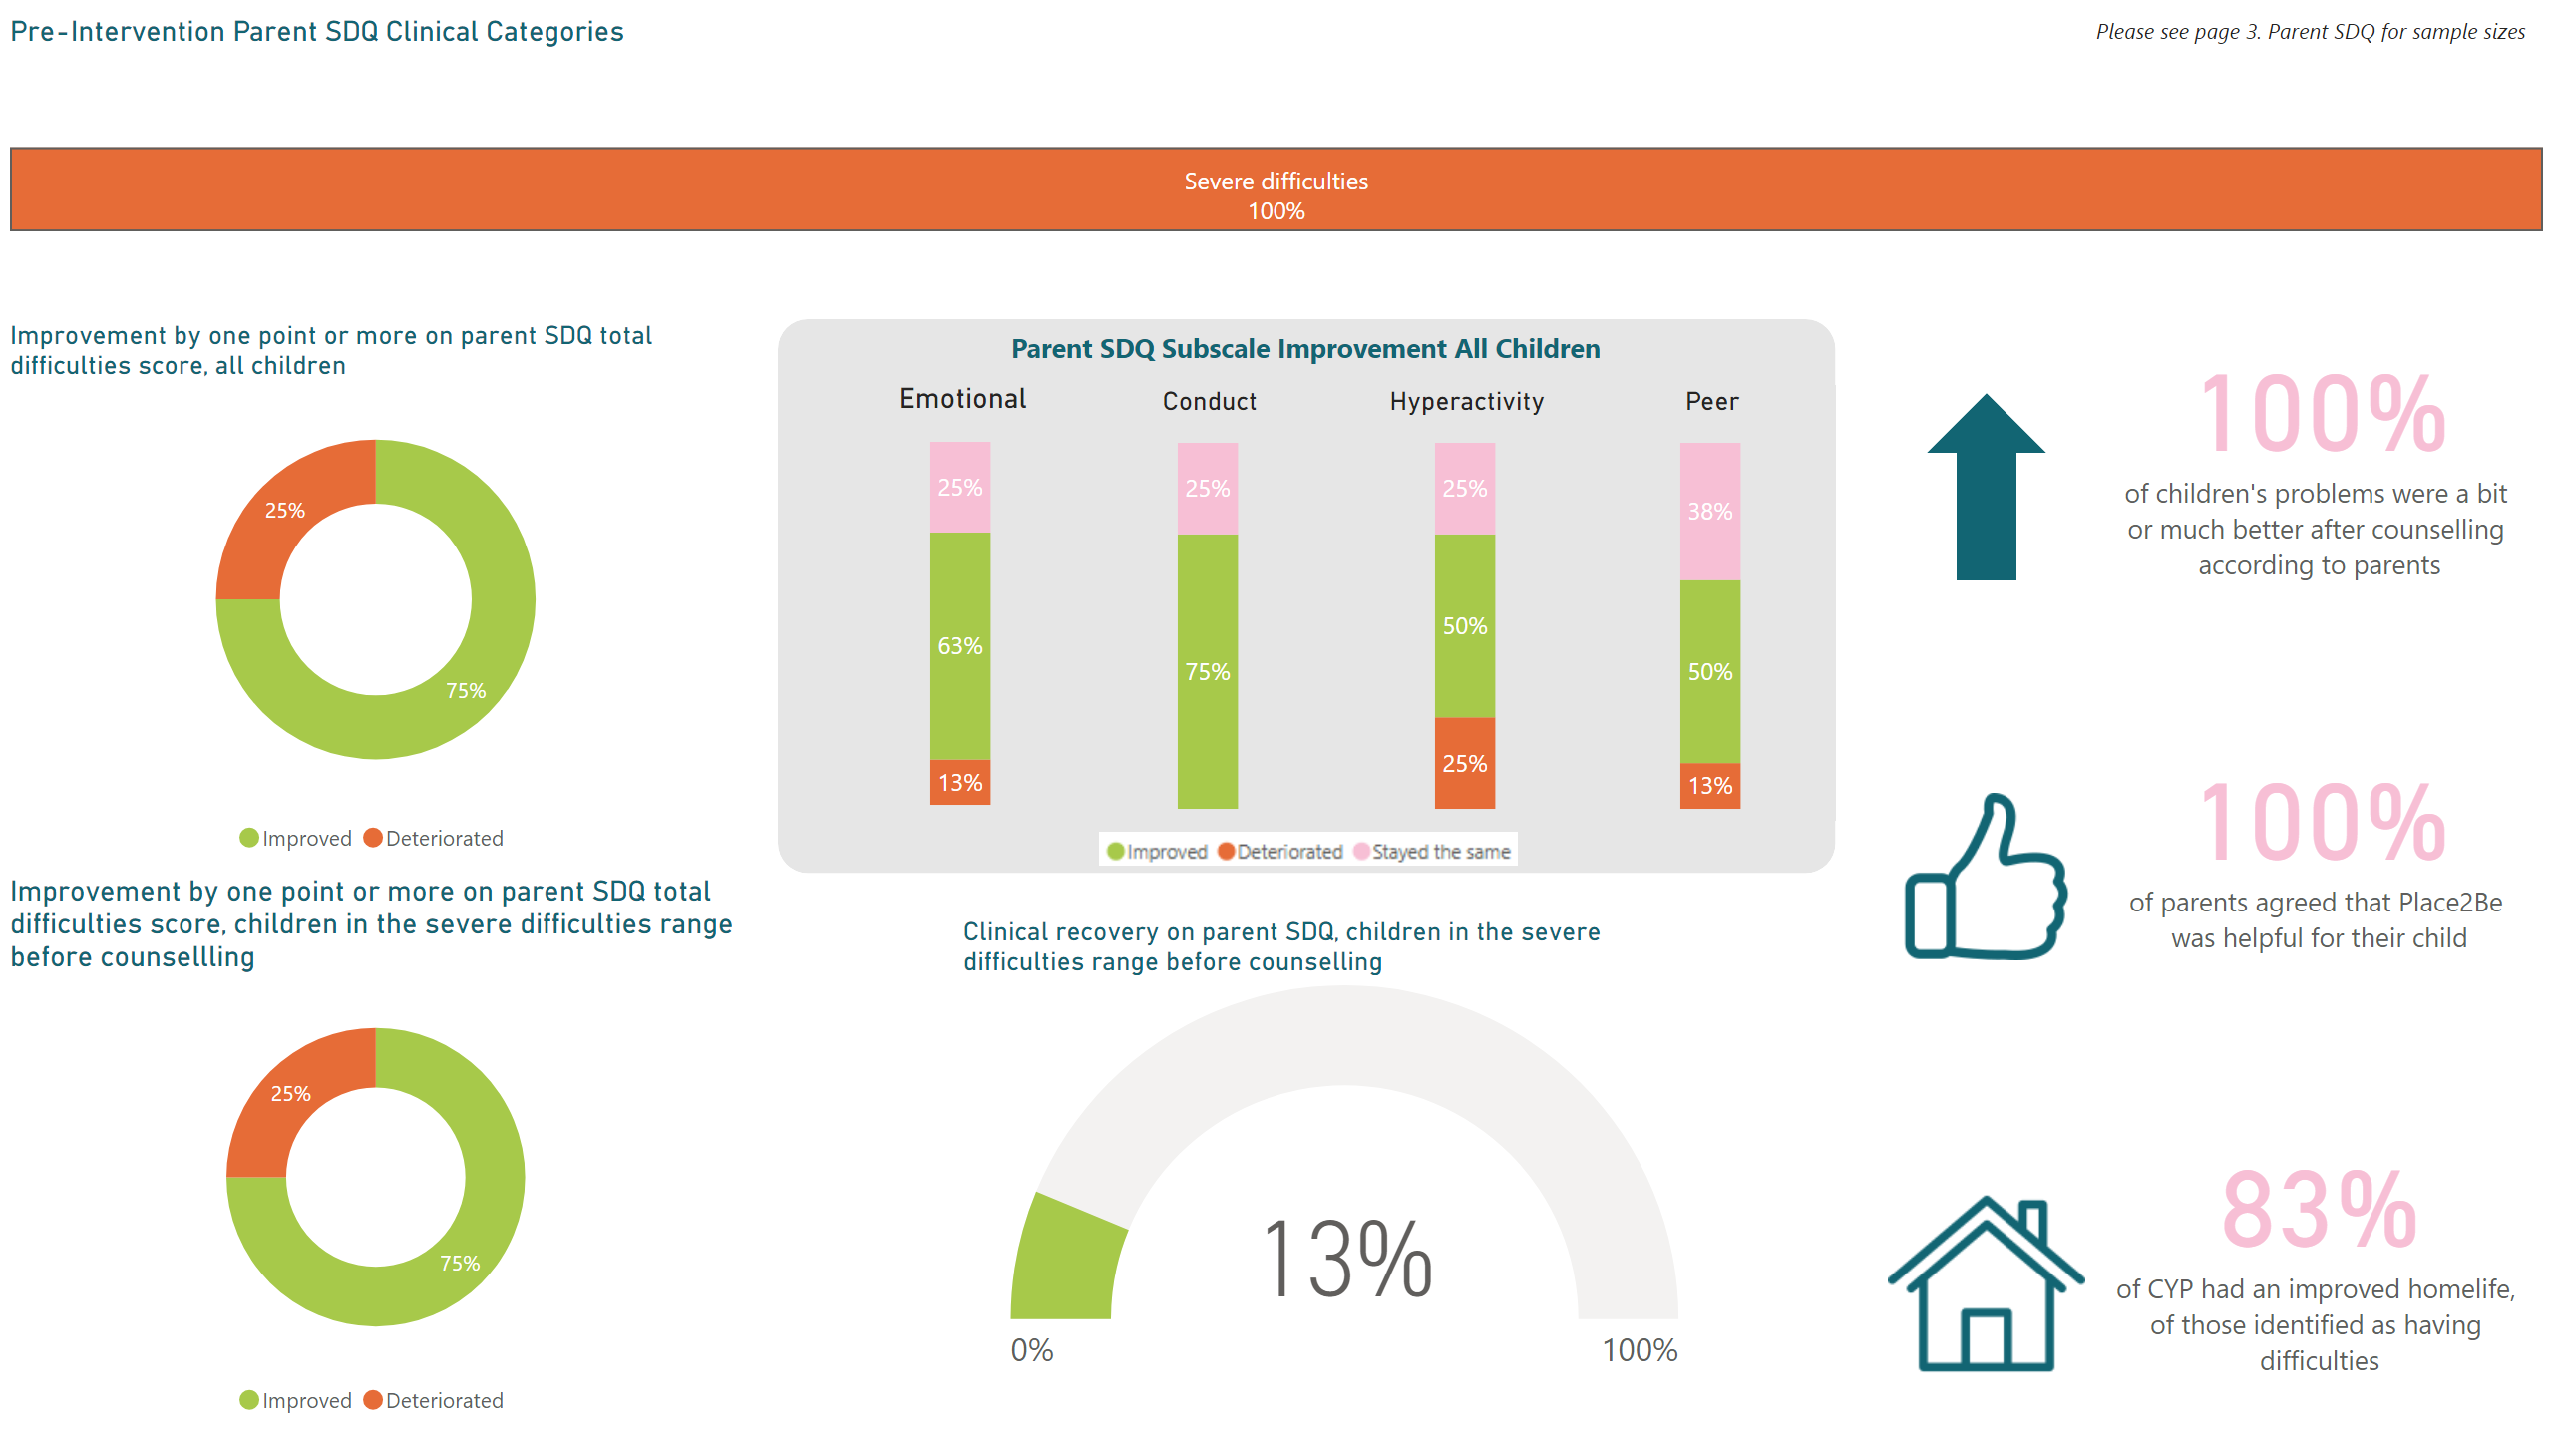 Pre-Intervention Parent SDQ Clinical Categories
Please see page 3. Parent SDQ for sample sizes
Severe difficulties
100%
Improvement by one point or more on parent SDQ total
difficulties score, all children
25%
75%
Improved Deteriorated
Parent SDQ Subscale Improvement All Children
Emotional Conduct Hyperactivity Peer
25% 25% 25% 38%
63% 75% 50% 50%
13% 25% 13%
Improved Deteriorated Stayed the same
100%
of children's problems were a bit
or much better after counselling
according to parents
100%
of parents agreed that Place2Be
was helpful for their child
Improvement by one point or more on parent SDQ total
difficulties score, children in the severe difficulties range
before counsellling
25%
75%
Improved Deteriorated
Clinical recovery on parent SDQ, children in the severe
difficulties range before counselling
13%
0% 100%
83%
of CYP had an improved homelife,
of those identified as having
difficulties